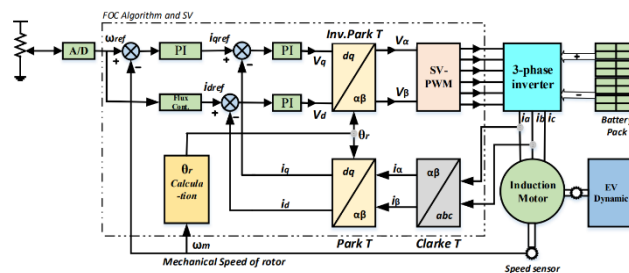 FOC Algorithm and SV
A/D
ωref
+
−
PI
iqref
+
−
PI
Vq
Inv.Park T
dq
αβ
Vα
Vβ
SV-
PWM
3-phase
inverter
+
−
Battery
Pack
Flux
Cont.
idref
+
−
PI
Vd
θr
ia ib ic
θr
Calcula
-tion
iq
id
dq
αβ
Park T
iα
iβ
αβ
abc
Clarke T
Induction
Motor
EV
Dynamic
ωm
Mechanical Speed of rotor
Speed sensor